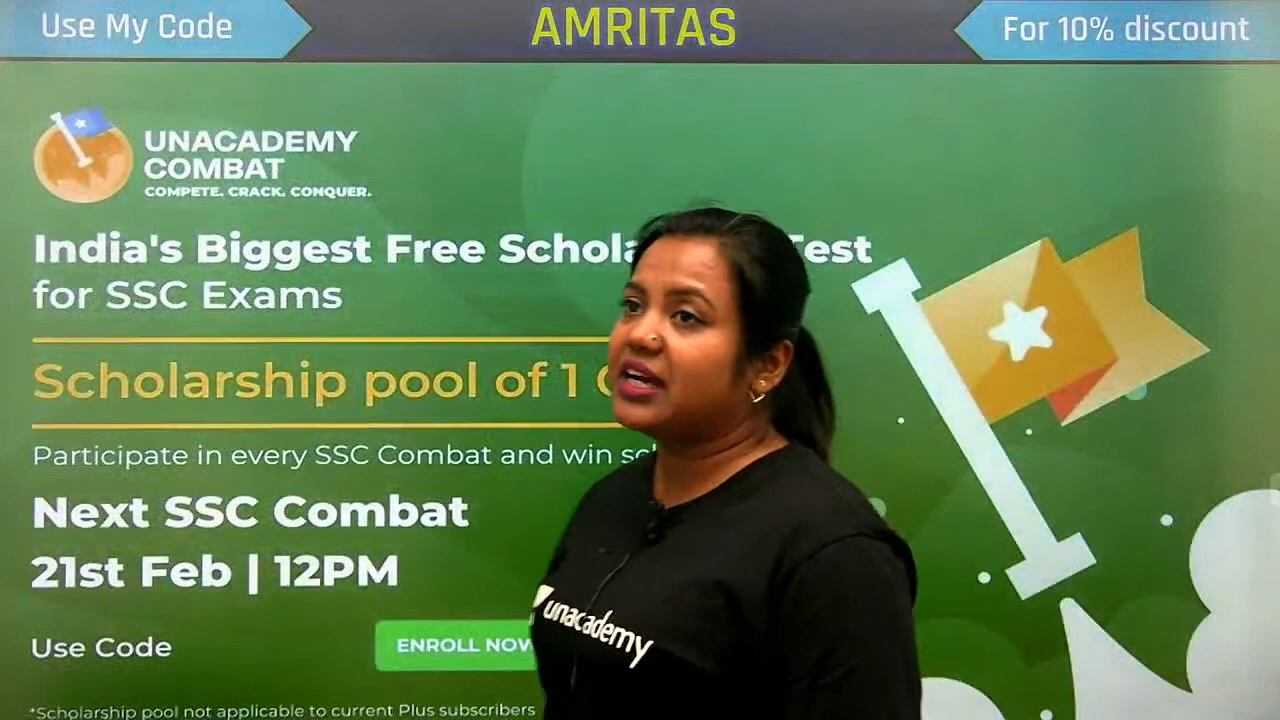 Use My Code
AMRITAS
For 10% discount
UNACADEMY
COMBAT
COMPETE. CRACK. CONQUER.
India's Biggest Free Test
for SSC Exams
Scholarship pool of 1
Participate in every SSC Combat and win
Next SSC Combat
21st Feb | 12PM
Use Code
ENROLL NOW
*Scholarship pool not applicable to current Plus subscribers
unacademy